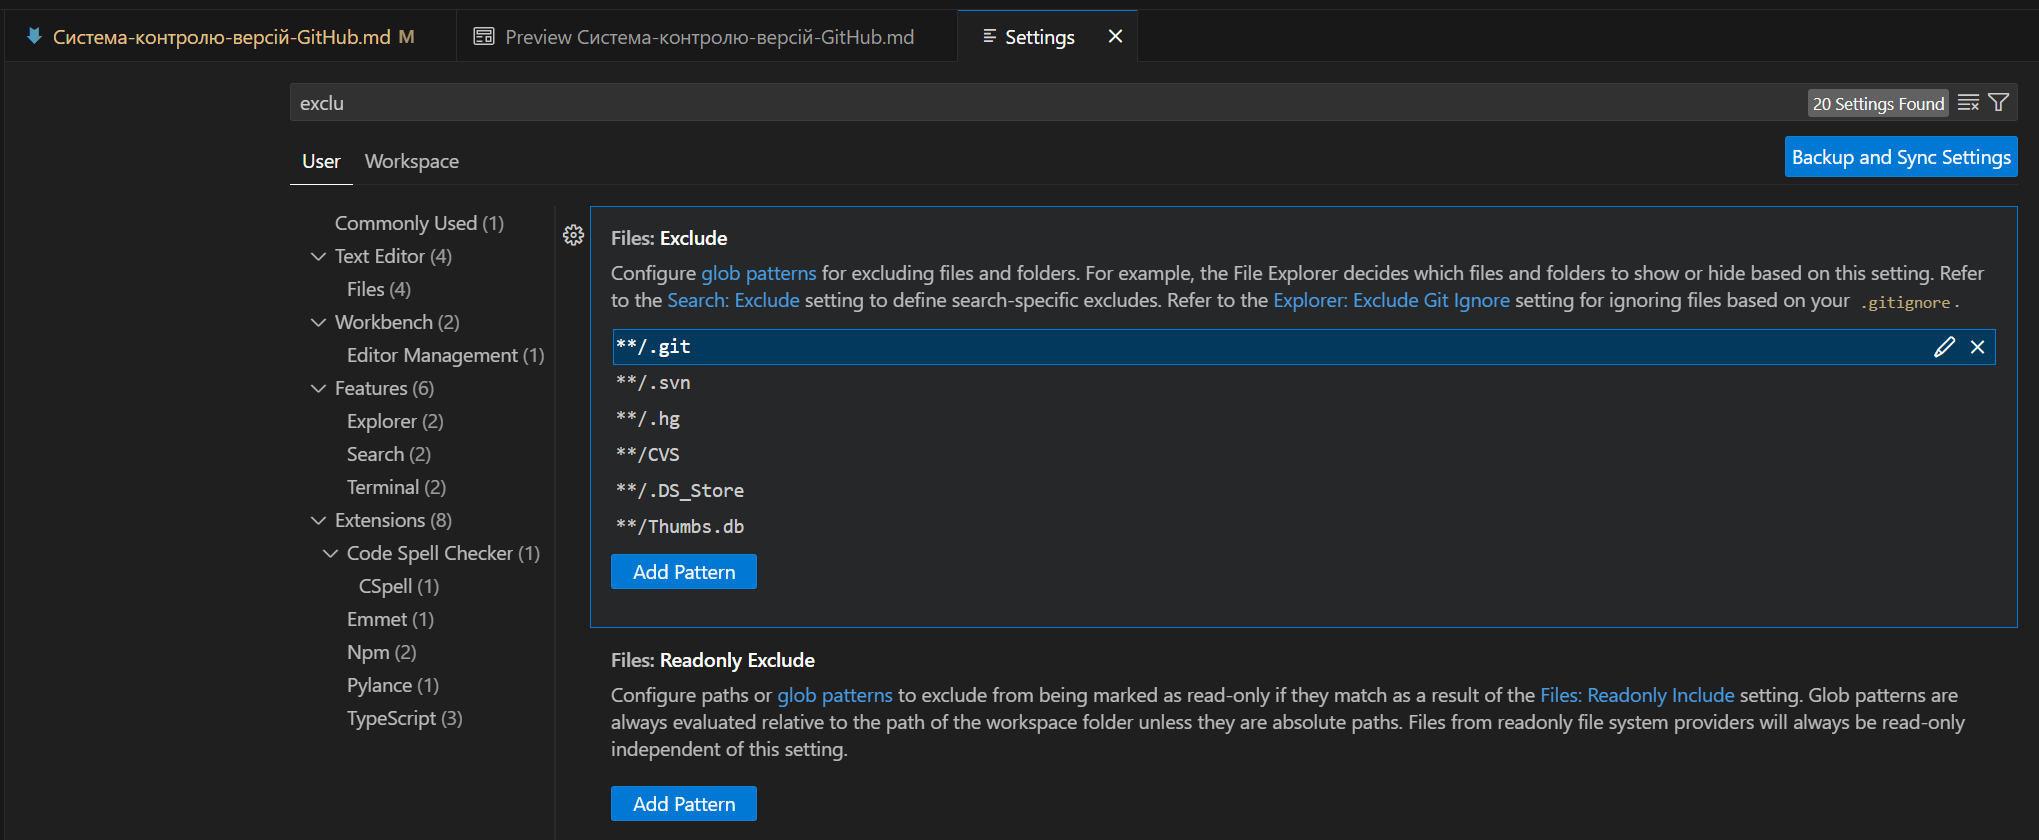 Система-контролю-версій-GitHub.md M
Preview Система-контролю-версій-GitHub.md
Settings
exclu
20 Settings Found
User
Workspace
Backup and Sync Settings
Commonly Used (1)
Text Editor (4)
Files (4)
Workbench (2)
Editor Management (1)
Features (6)
Explorer (2)
Search (2)
Terminal (2)
Extensions (8)
Code Spell Checker (1)
CSpell (1)
Emmet (1)
Npm (2)
Pylance (1)
TypeScript (3)
Files: Exclude
Configure glob patterns for excluding files and folders. For example, the File Explorer decides which files and folders to show or hide based on this setting. Refer
to the Search: Exclude setting to define search-specific excludes. Refer to the Explorer: Exclude Git Ignore setting for ignoring files based on your .gitignore.
**/.git
**/.svn
**/.hg
**/CVS
**/.DS_Store
**/Thumbs.db
Add Pattern
Files: Readonly Exclude
Configure paths or glob patterns to exclude from being marked as read-only if they match as a result of the Files: Readonly Include setting. Glob patterns are
always evaluated relative to the path of the workspace folder unless they are absolute paths. Files from readonly file system providers will always be read-only
independent of this setting.
Add Pattern